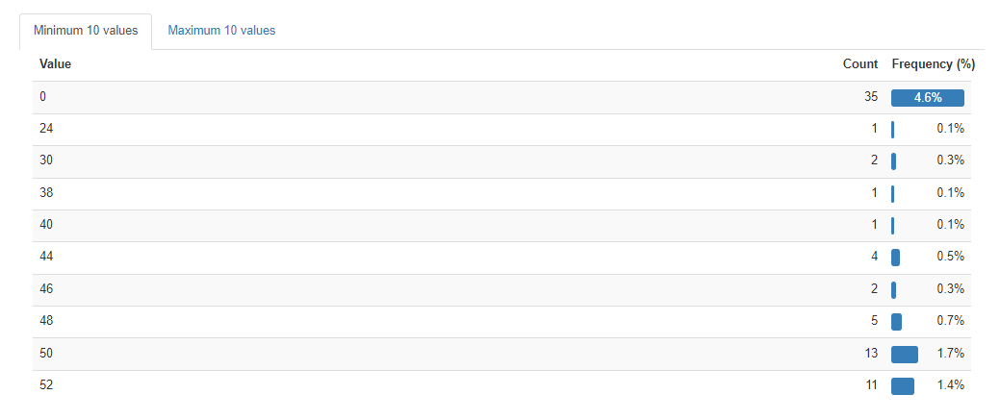 Minimum 10 values Maximum 10 values
Value Count Frequency (%)
0 35 4.6%
24 1 0.1%
30 2 0.3%
38 1 0.1%
40 1 0.1%
44 4 0.5%
46 2 0.3%
48 5 0.7%
50 13 1.7%
52 11 1.4%